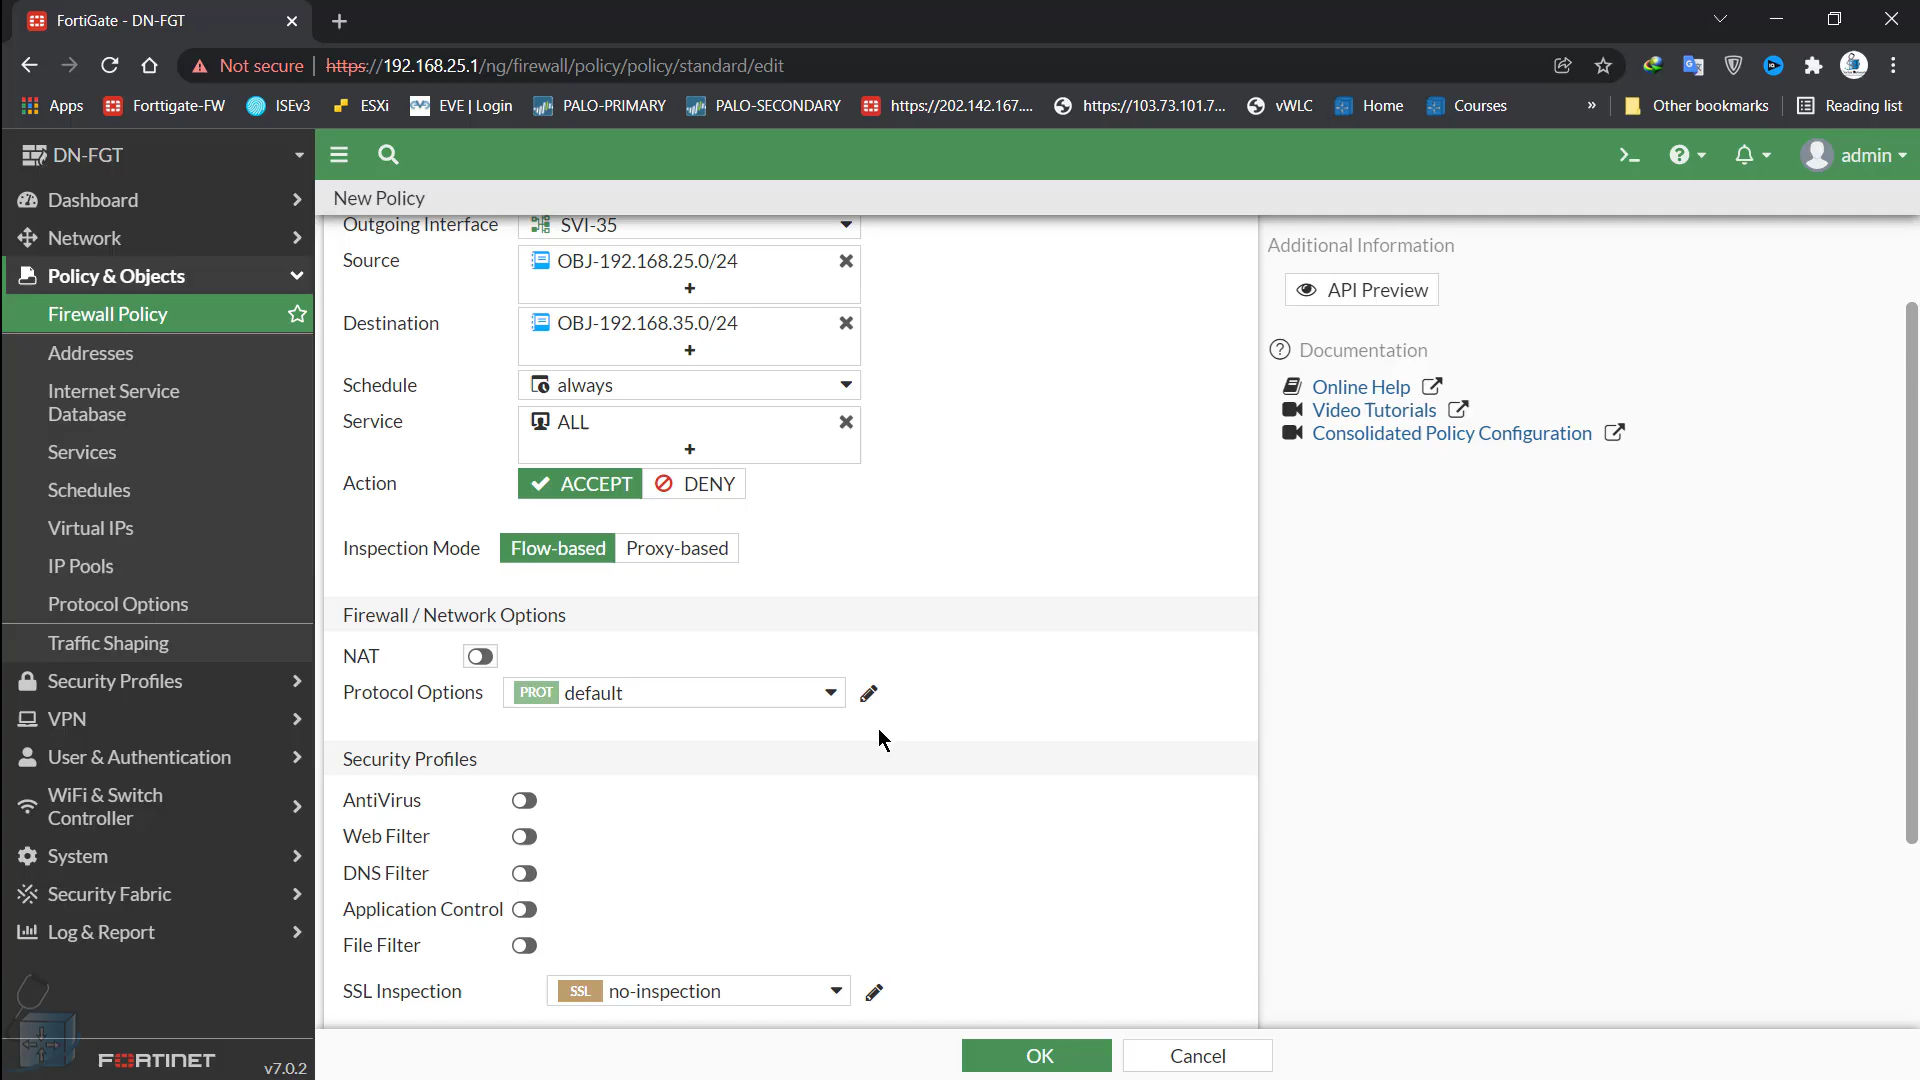 FortiGate - DN-FGT
Not secure | https://192.168.25.1/ng/firewall/policy/policy/standard/edit
Apps Forttigate-FW ISEv3 ESXi EVE | Login PALO-PRIMARY PALO-SECONDARY https://202.142.167.... https://103.73.101.7... vWLC Home Courses » Other bookmarks Reading list
DN-FGT
admin
Dashboard
Network
Policy & Objects
Firewall Policy
Addresses
Internet Service
Database
Services
Schedules
Virtual IPs
IP Pools
Protocol Options
Traffic Shaping
Security Profiles
VPN
User & Authentication
WiFi & Switch
Controller
System
Security Fabric
Log & Report
FORTINET
v7.0.2
New Policy
Outgoing Interface SVI-35
Source OBJ-192.168.25.0/24
+
Destination OBJ-192.168.35.0/24
+
Schedule always
Service ALL
+
Action ACCEPT DENY
Inspection Mode Flow-based Proxy-based
Firewall / Network Options
NAT
Protocol Options PROT default
Security Profiles
AntiVirus
Web Filter
DNS Filter
Application Control
File Filter
SSL Inspection SSL no-inspection
OK Cancel
Additional Information
API Preview
Documentation
Online Help
Video Tutorials
Consolidated Policy Configuration